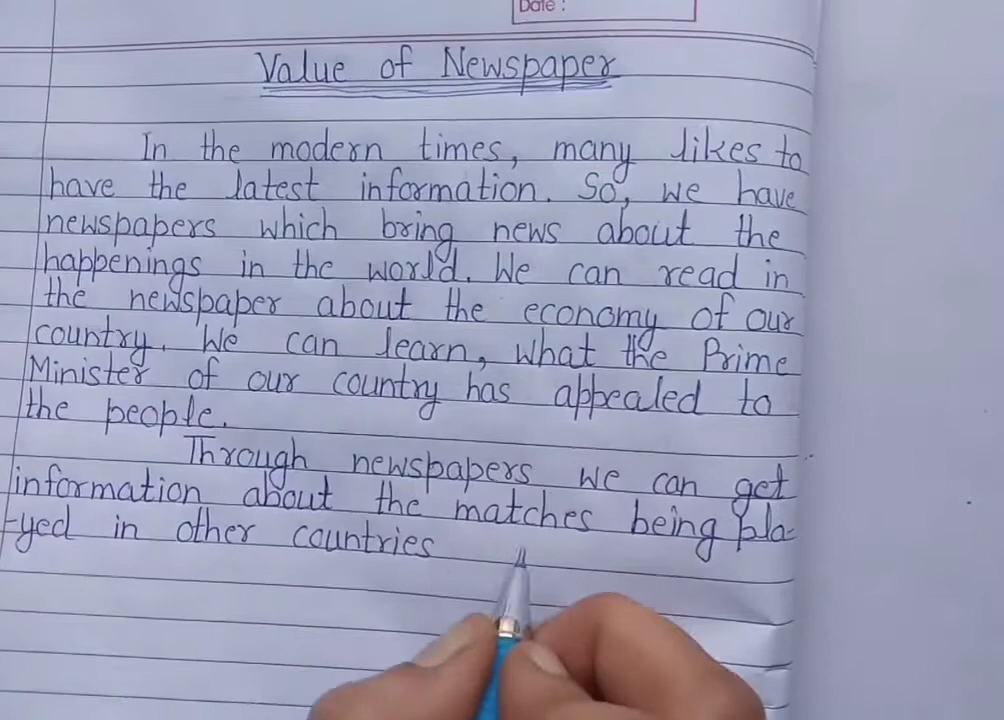 Date :
Value of Newspaper
In the modern times, many likes to
have the latest information. So, we have
newspapers which bring news about the
happenings in the world. We can read in
the newspaper about the economy of our
country. We can learn, what the Prime
Minister of our country has appealed to
the people.
Through newspapers we can get
information about the matches being pla-
-yed in other countries